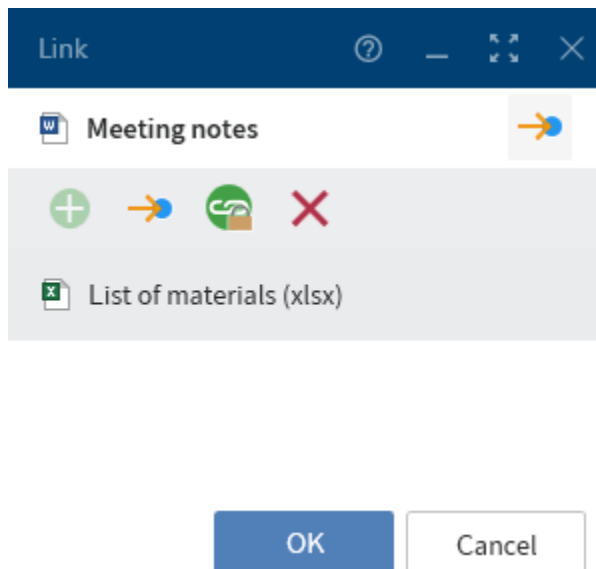 Link
Meeting notes
List of materials (xlsx)
OK
Cancel